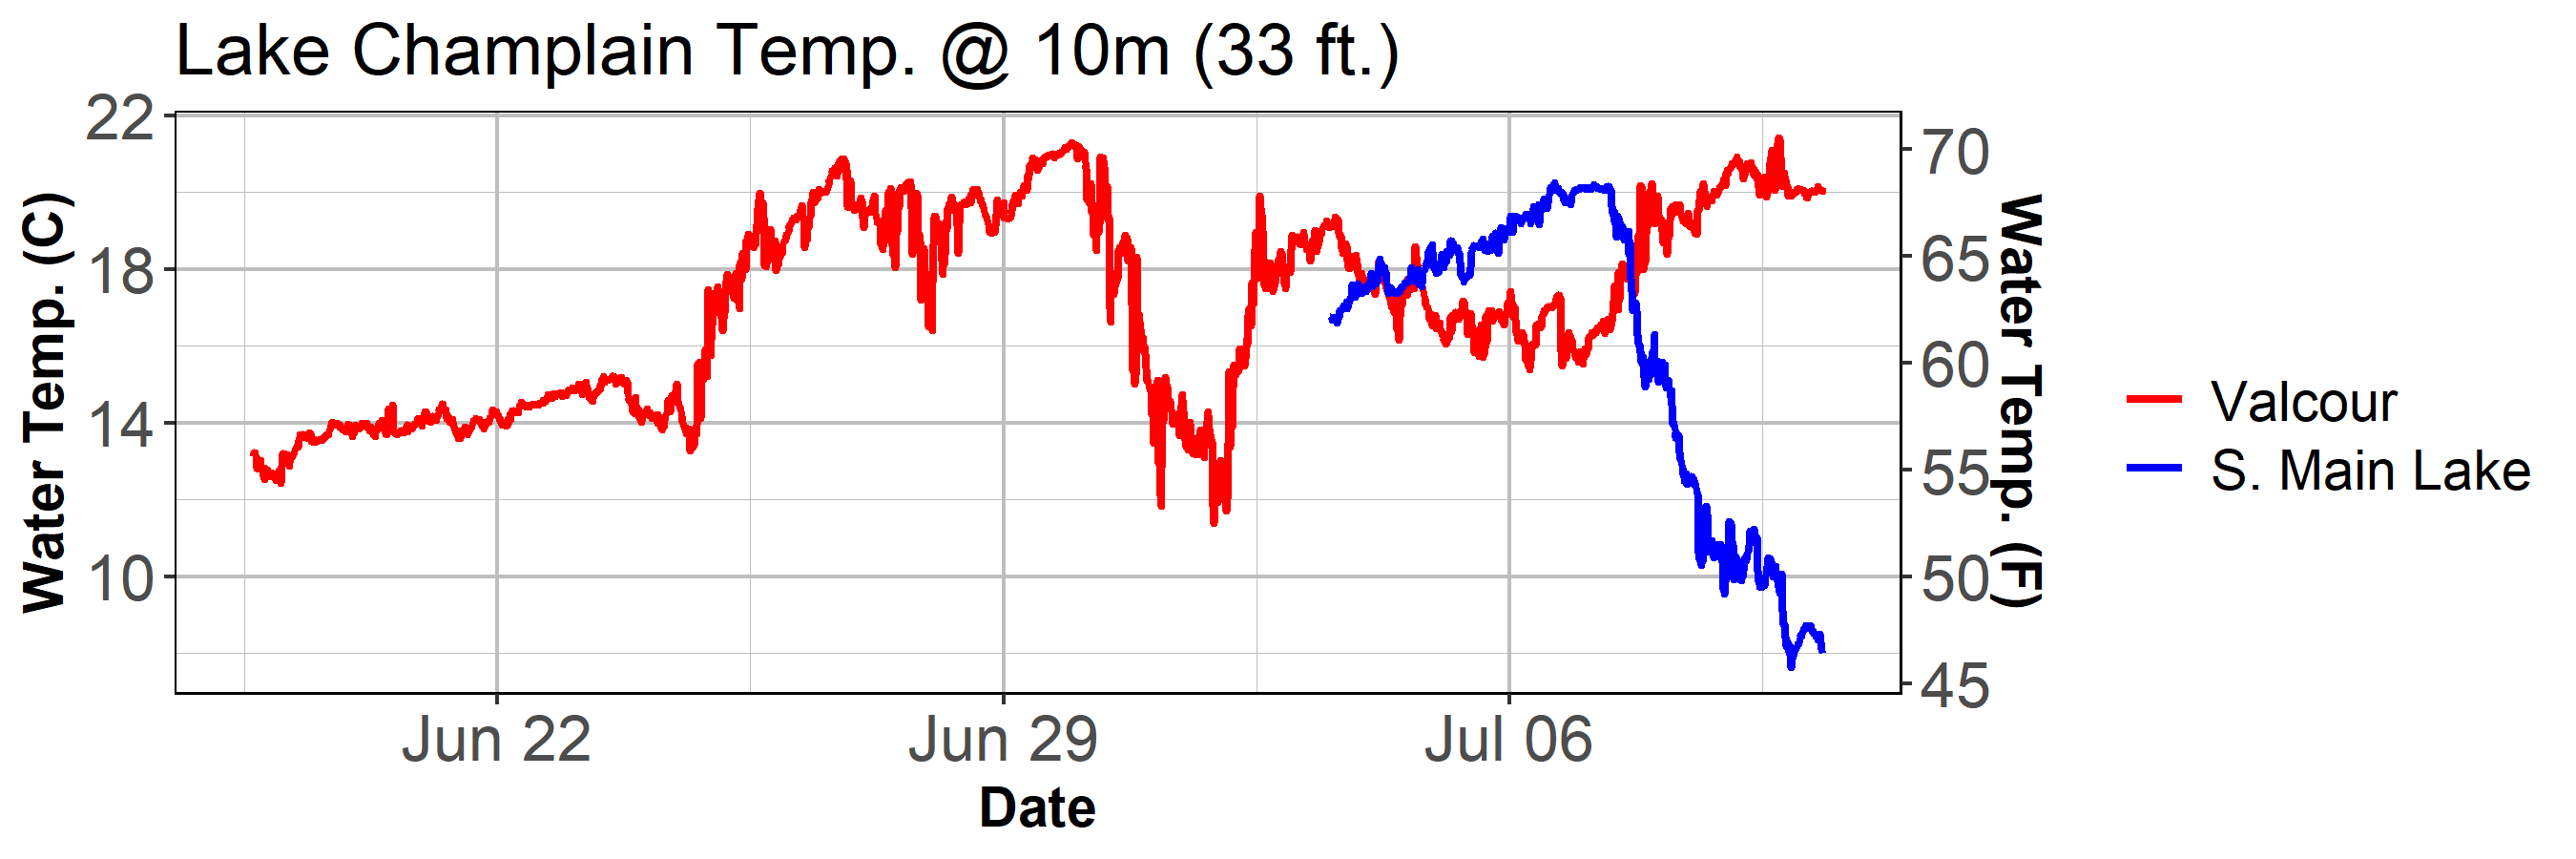 Lake Champlain Temp. @ 10m (33 ft.)
Water Temp. (C)
22
18
14
10
70
65
60
55
50
45
Water Temp. (F)
Jun 22
Jun 29
Jul 06
Date
Valcour
S. Main Lake